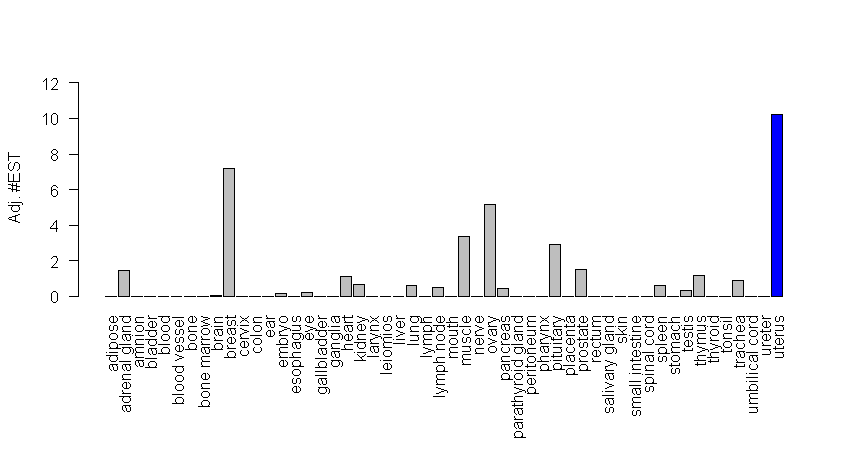 12
10
8
6
4
2
0
Adj. #EST
adipose
adrenal gland
amnion
bladder
blood
blood vessel
bone
bone marrow
brain
breast
cervix
colon
ear
embryo
esophagus
eye
gallbladder
ganglia
heart
kidney
larynx
leiomios
liver
lung
lymph
lymph node
mouth
muscle
nerve
ovary
pancreas
parathyroid gland
peritoneum
pharynx
pituitary
placenta
prostate
rectum
salivary gland
skin
small intestine
spinal cord
spleen
stomach
testis
thymus
thyroid
tonsil
trachea
umbilical cord
ureter
uterus